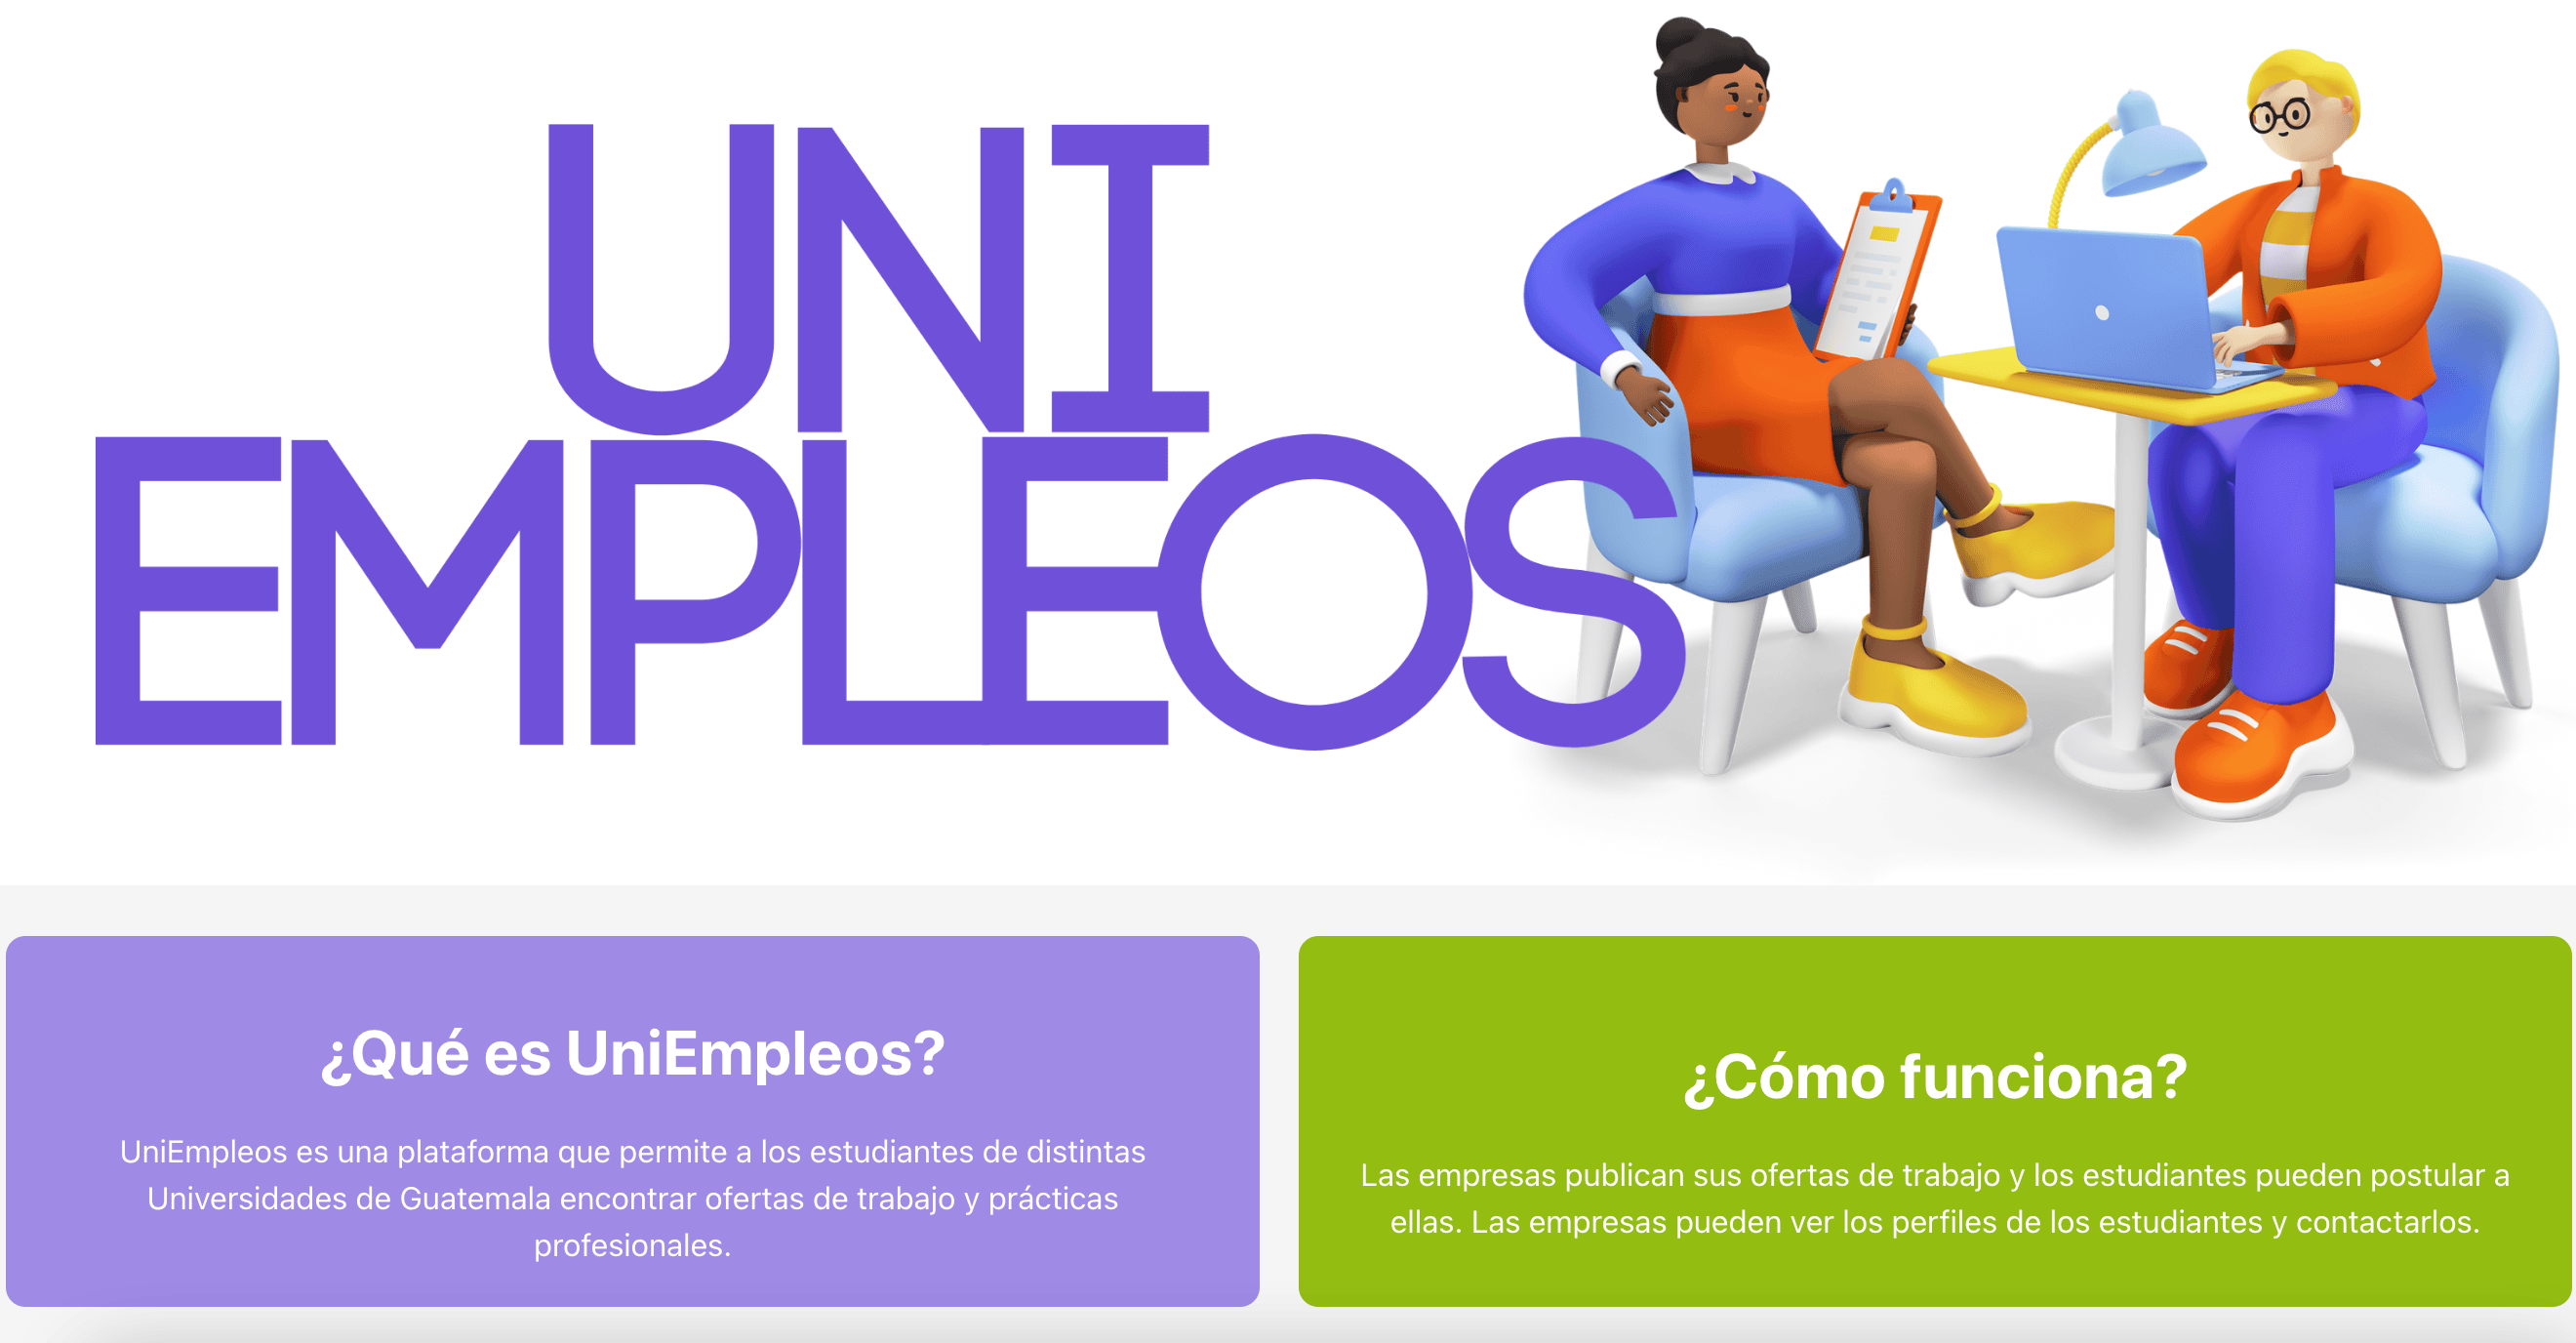 UNI
EMPLEOS
¿Qué es UniEmpleos?
UniEmpleos es una plataforma que permite a los estudiantes de distintas
Universidades de Guatemala encontrar ofertas de trabajo y prácticas
profesionales.
¿Cómo funciona?
Las empresas publican sus ofertas de trabajo y los estudiantes pueden postular a
ellas. Las empresas pueden ver los perfiles de los estudiantes y contactarlos.